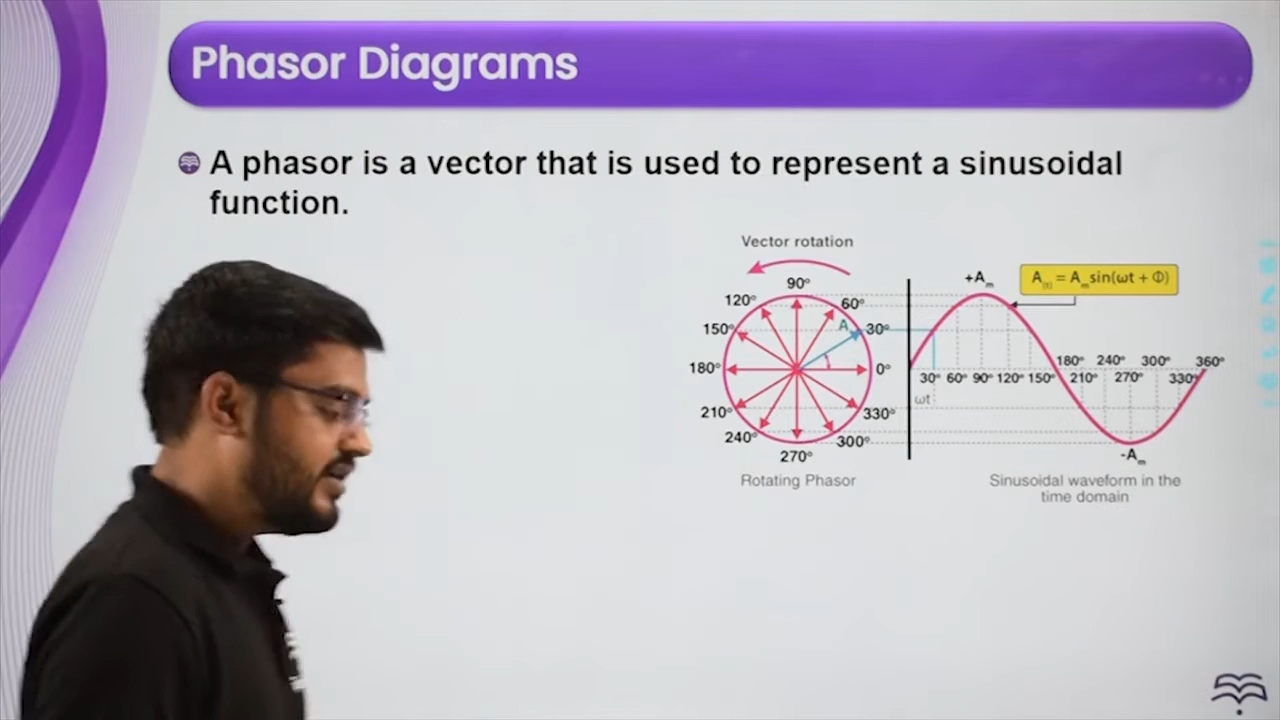 Phasor Diagrams
A phasor is a vector that is used to represent a sinusoidal
function.
Vector rotation
90°
120°
60°
150°
A
30°
180°
0°
210°
330°
240°
300°
270°
Rotating Phasor
+Aₘ
A₍ₜ₎ = Aₘsin(ωt + Φ)
180° 240° 300° 360°
30° 60° 90° 120° 150° 210° 270° 330°
ωt
-Aₘ
Sinusoidal waveform in the
time domain